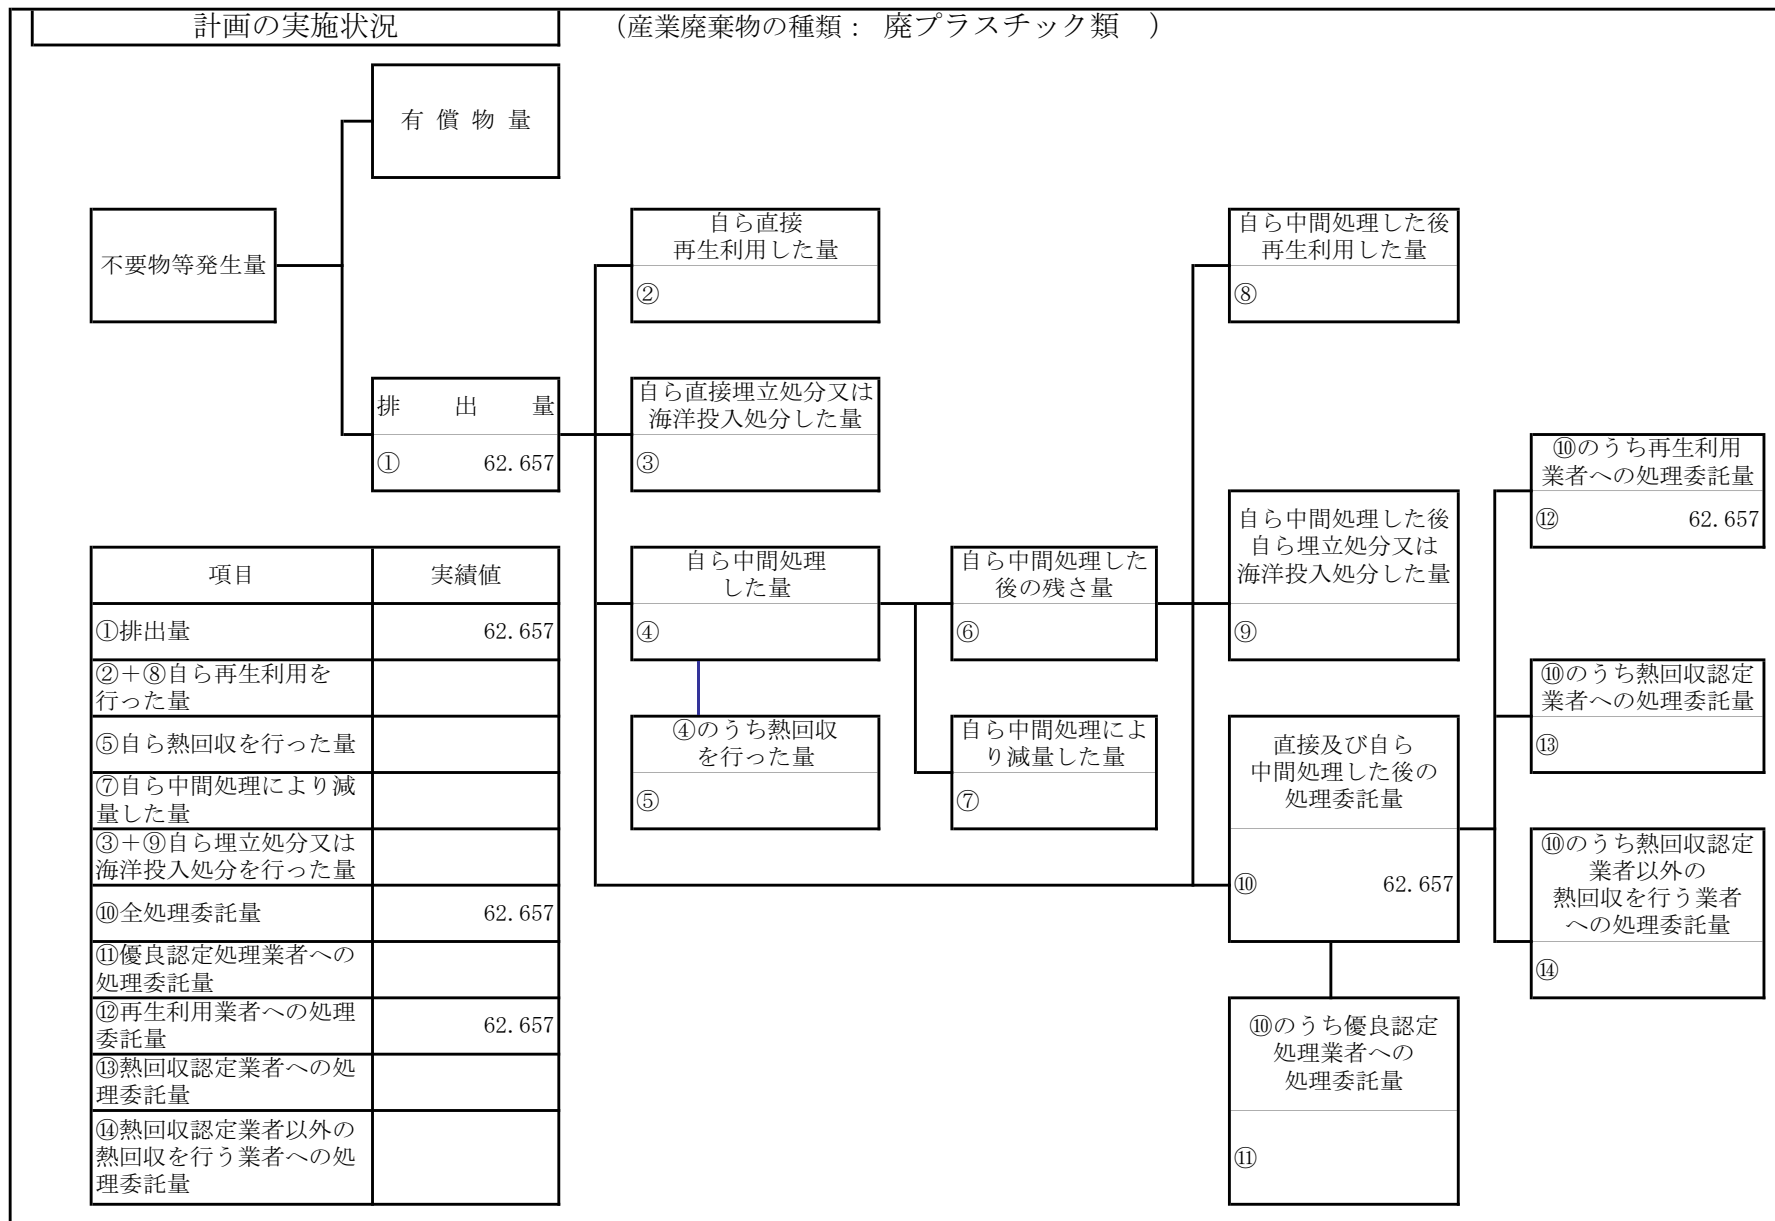 計画の実施状況
(産業廃棄物の種類： 廃プラスチック類 )
有 償 物 量
不要物等発生量
自ら直接
再生利用した量
②
自ら中間処理した後
再生利用した量
⑧
排 出 量
① 62.657
自ら直接埋立処分又は
海洋投入処分した量
③
⑩のうち再生利用
業者への処理委託量
⑫ 62.657
自ら中間処理した後
自ら埋立処分又は
海洋投入処分した量
⑨
自ら中間処理
した量
④
自ら中間処理した
後の残さ量
⑥
⑩のうち熱回収認定
業者への処理委託量
⑬
④のうち熱回収
を行った量
⑤
自ら中間処理によ
り減量した量
⑦
直接及び自ら
中間処理した後の
処理委託量
⑩ 62.657
⑩のうち熱回収認定
業者以外の
熱回収を行う業者
への処理委託量
⑭
⑩のうち優良認定
処理業者への
処理委託量
⑪
項目 実績値
①排出量 62.657
②＋⑧自ら再生利用を
行った量
⑤自ら熱回収を行った量
⑦自ら中間処理により減
量した量
③＋⑨自ら埋立処分又は
海洋投入処分を行った量
⑩全処理委託量 62.657
⑪優良認定処理業者への
処理委託量
⑫再生利用業者への処理
委託量 62.657
⑬熱回収認定業者への処
理委託量
⑭熱回収認定業者以外の
熱回収を行う業者への処
理委託量